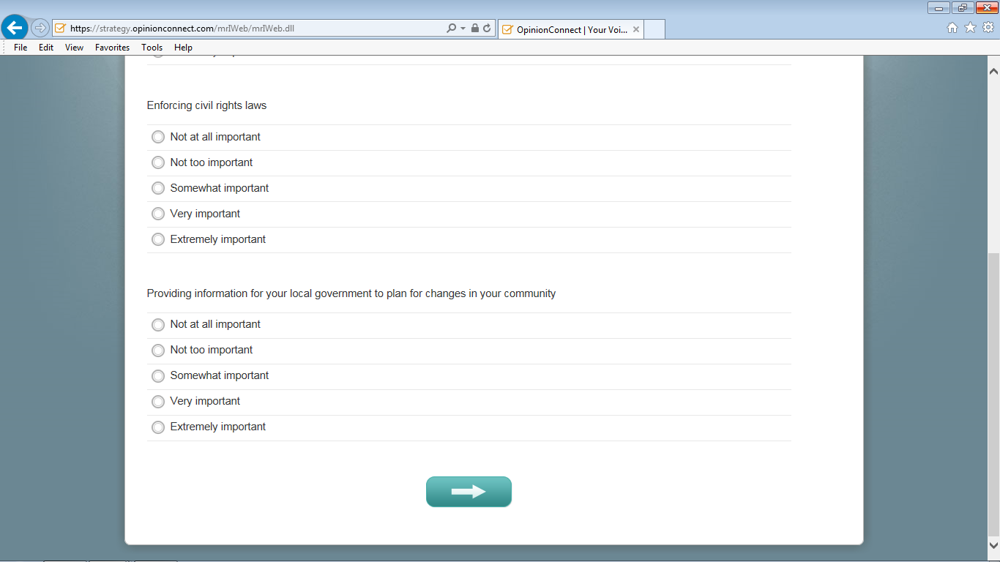 https://strategy.opinionconnect.com/mrIWeb/mrIWeb.dll
OpinionConnect | Your Voi...
File Edit View Favorites Tools Help
Enforcing civil rights laws
Not at all important
Not too important
Somewhat important
Very important
Extremely important
Providing information for your local government to plan for changes in your community
Not at all important
Not too important
Somewhat important
Very important
Extremely important